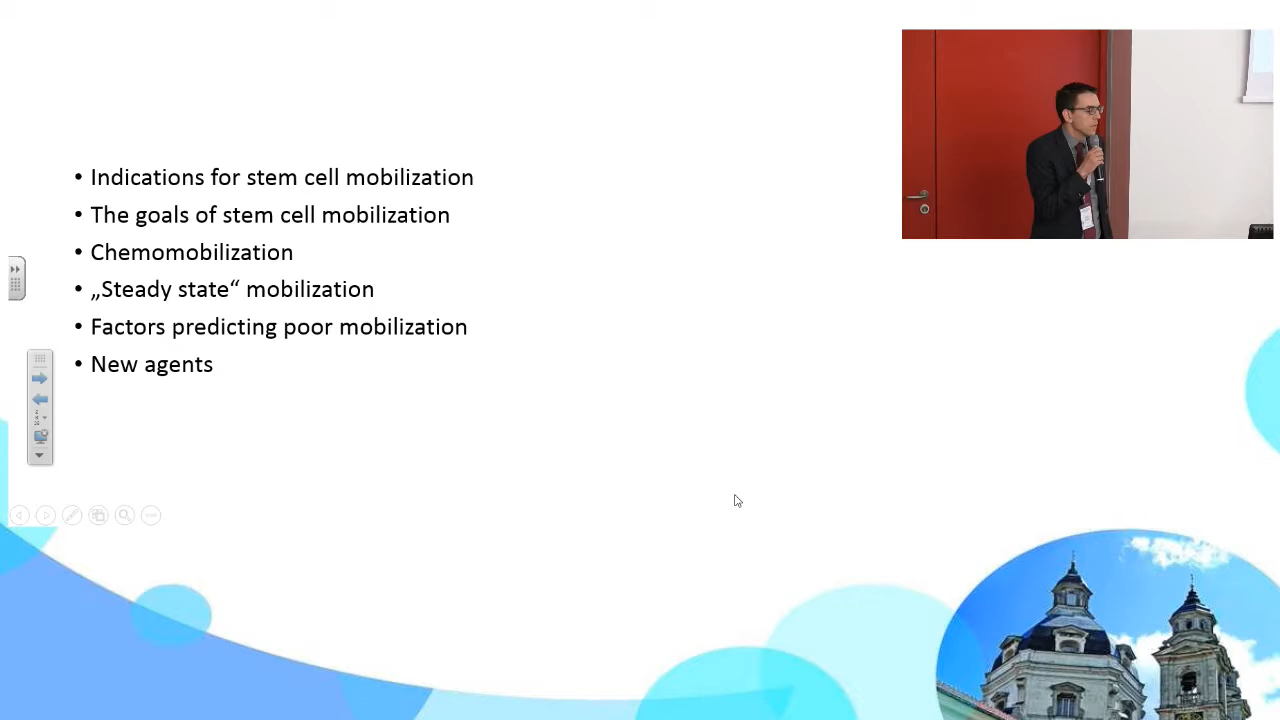 • Indications for stem cell mobilization
• The goals of stem cell mobilization
• Chemomobilization
• „Steady state“ mobilization
• Factors predicting poor mobilization
• New agents